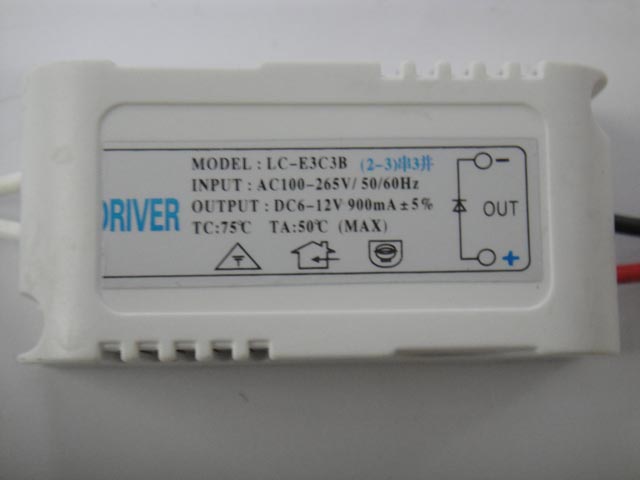 MODEL : LC-E3C3B (2-3)串3并
INPUT : AC100-265V/ 50/60Hz
OUTPUT : DC6-12V 900mA ± 5%
DRIVER
TC:75℃ TA:50℃ (MAX)
-
OUT
+